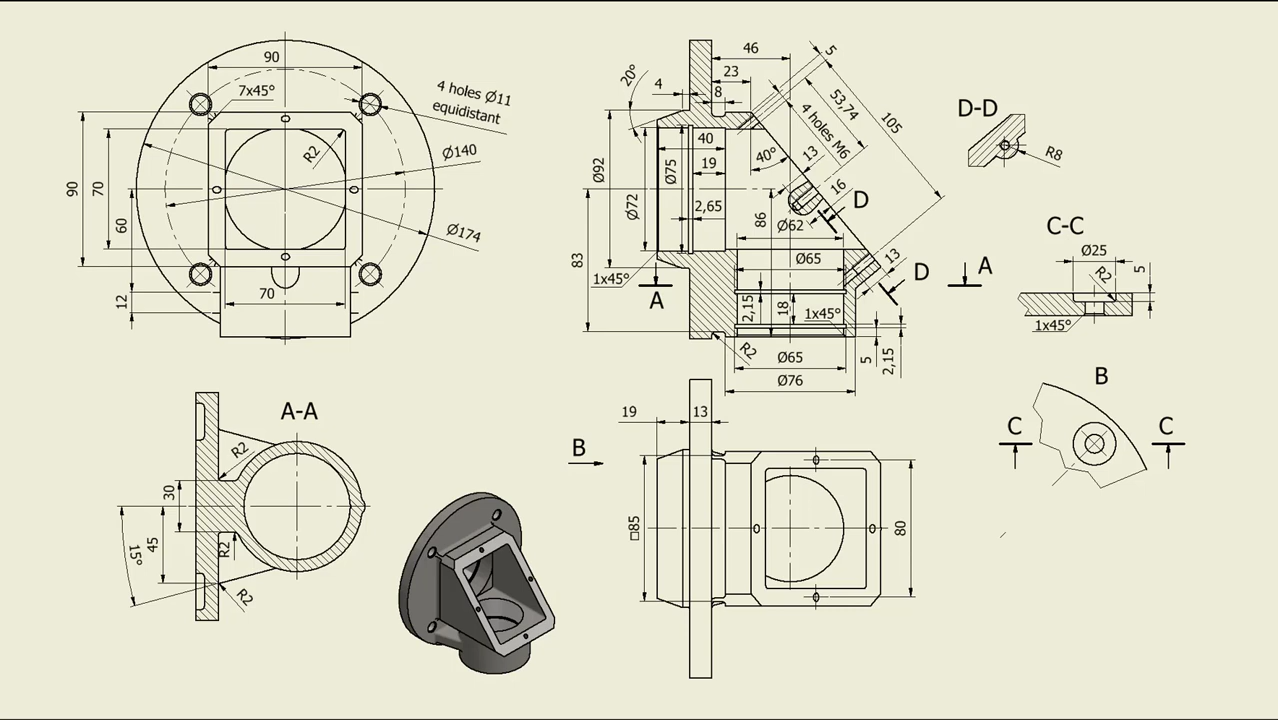 90
7x45°
4 holes Ø11
equidistant
R2
Ø140
90
70
60
Ø174
12
70
46
5
20°
4
23
8
53,74
105
4 holes M6
40
40°
13
Ø92
Ø75
19
16
D
Ø72
2,65
86
Ø62
83
Ø65
13
1x45°
A
2,15
18
1x45°
D
A
R2
Ø65
5
2,15
Ø76
D-D
R8
C-C
Ø25
R2
5
1x45°
B
C
C
A-A
R2
30
45
15°
R2
R2
B
19
13
□85
80